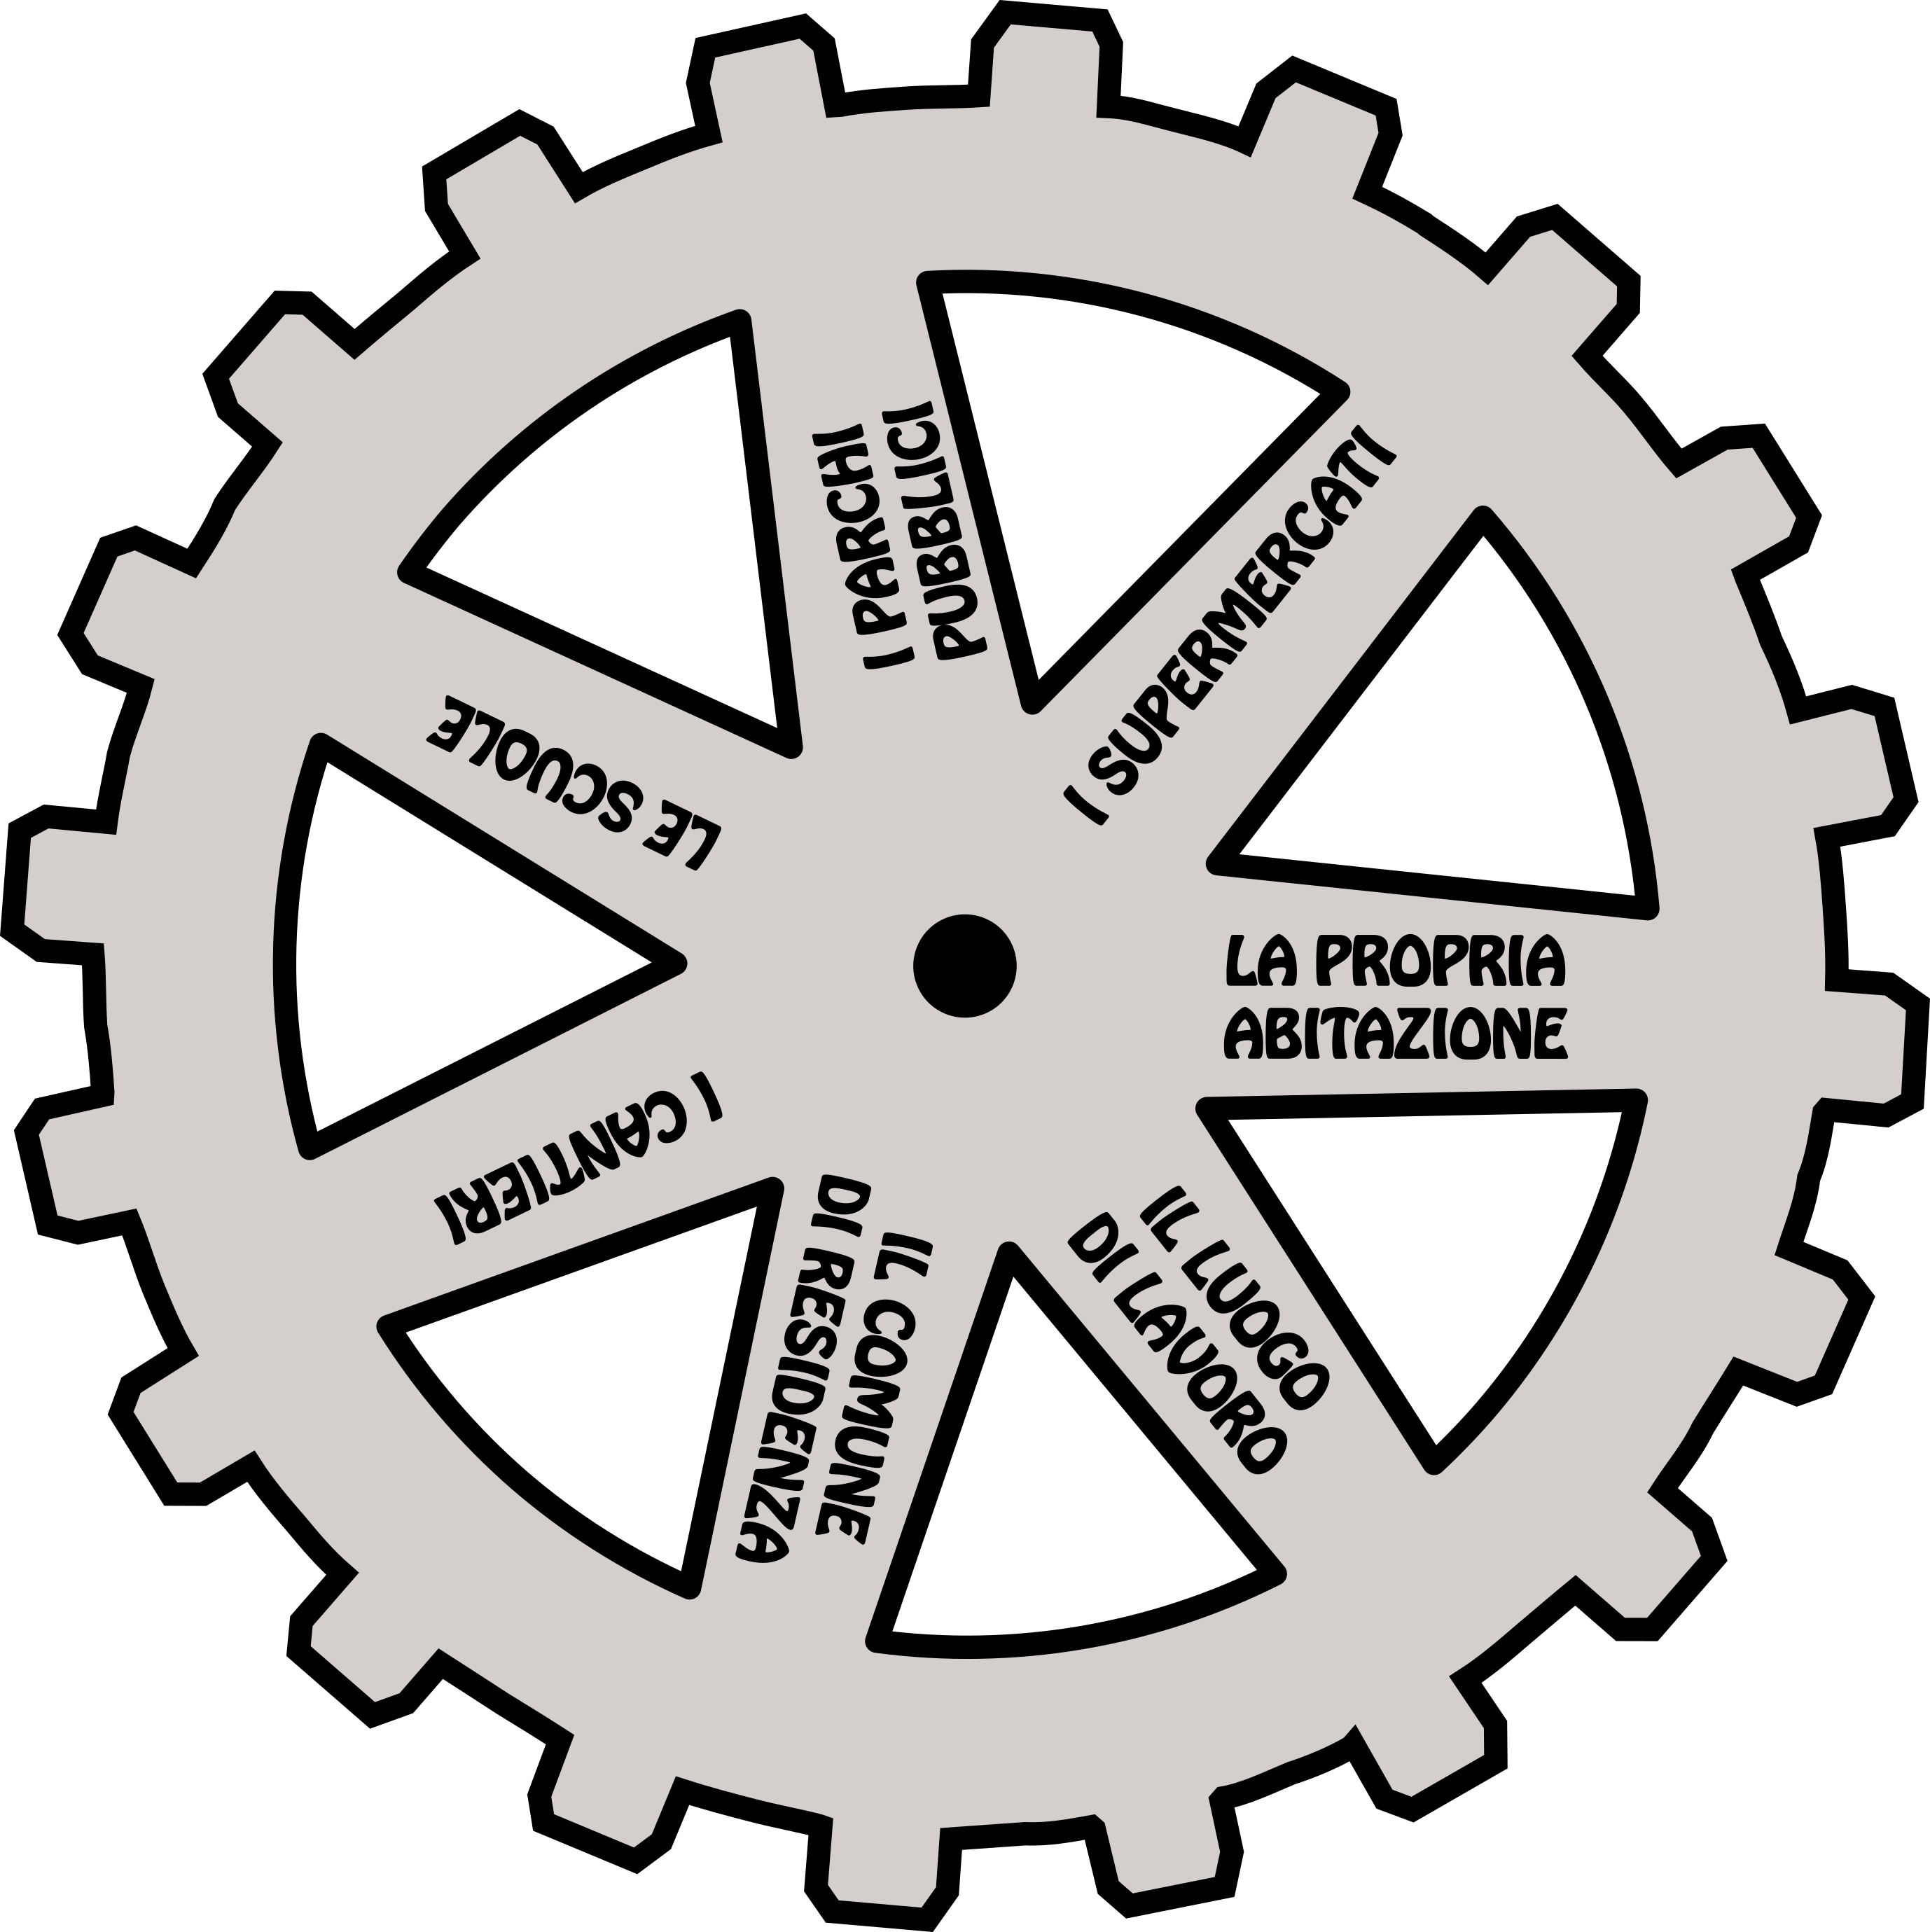 I PARCHI
PUBBLICI
I SUPERMERCATI
LA PROPRIA
ABITAZIONE
DI LAVORO
IL LUOGO
IL COMUNE
DI RESIDENZA
I CANTIERI
LE SCUOLE